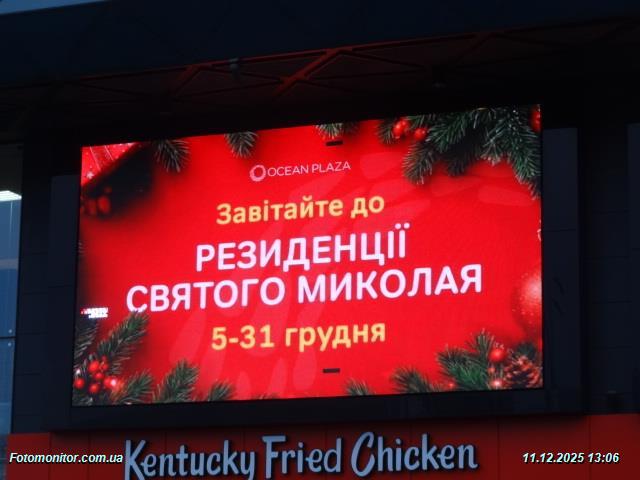 OCEAN PLAZA
Завітайте до
РЕЗИДЕНЦІЇ
СВЯТОГО МИКОЛАЯ
5-31 грудня
Kentucky Fried Chicken
Fotomonitor.com.ua
11.12.2025 13:06